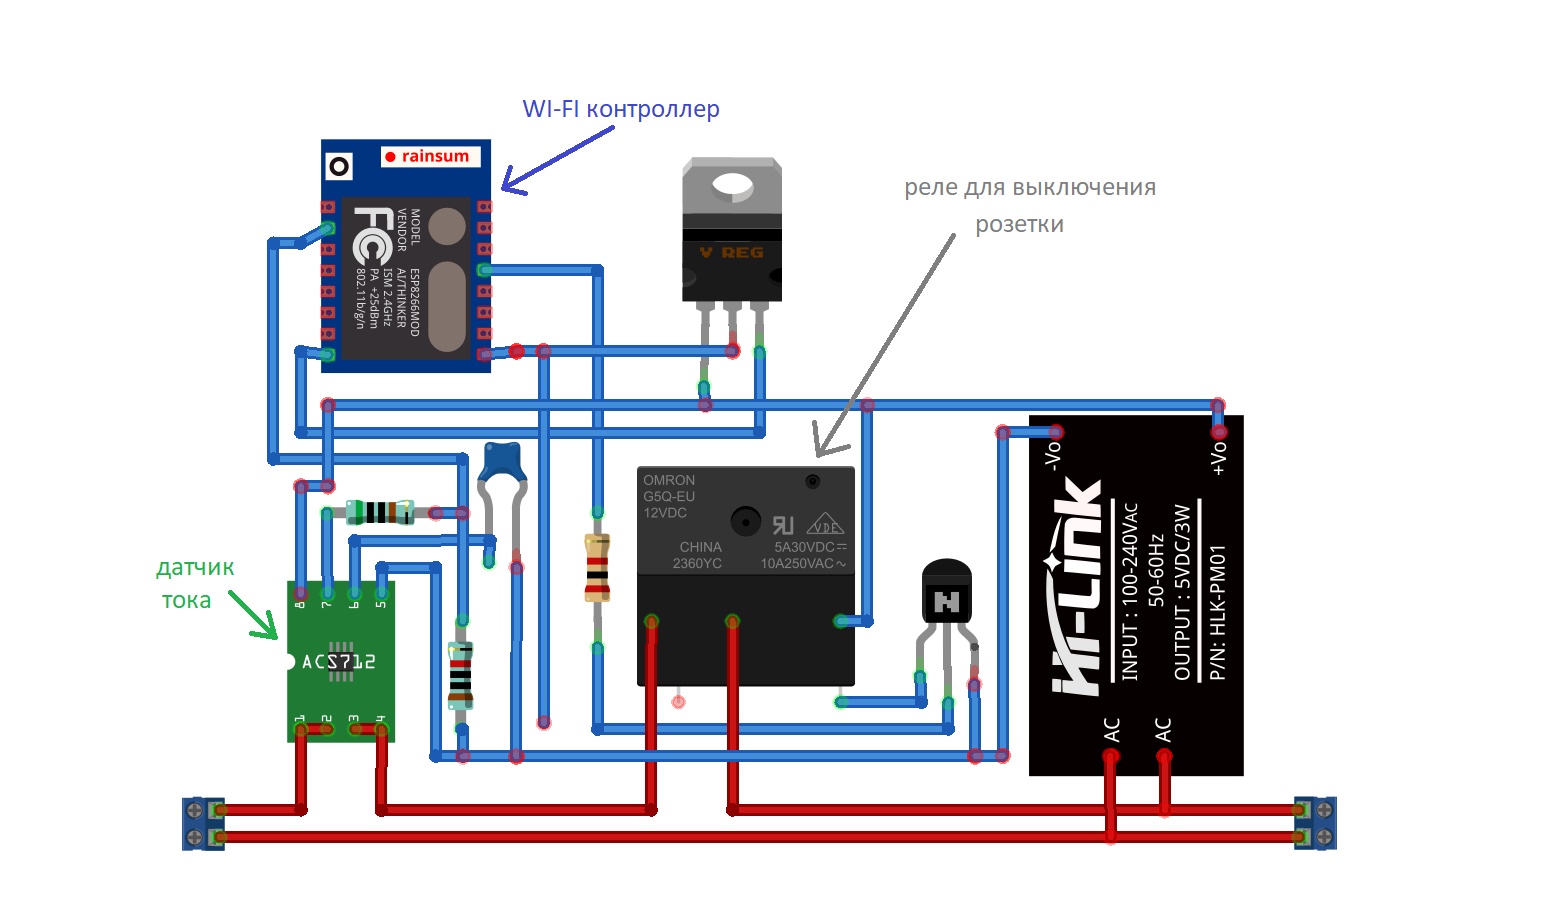 WI-FI контроллер
rainsum
MODEL
VENDOR
ESP8266MOD
AI/THINKER
ISM 2.4GHz
PA +25dBm
802.11b/g/n
FC
V REG
реле для выключения
розетки
OMRON
G5Q-EU
12VDC
VDE
CHINA
2360YC
5A30VDC
10A250VAC~
N
-Vo
+Vo
Hi-Link
INPUT : 100-240VAC
50-60Hz
OUTPUT : 5VDC/3W
P/N: HLK-PM01
AC
AC
датчик
тока
8
7
6
5
ACS712
1
2
3
4